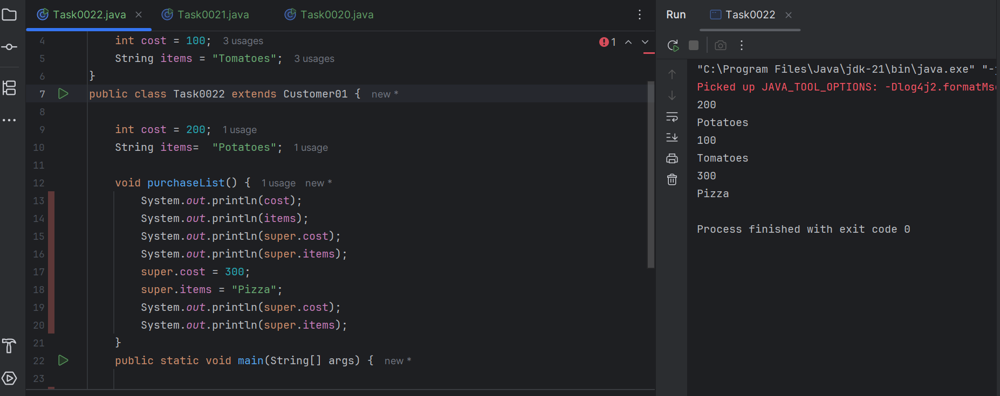 Task0022.java
Task0021.java
Task0020.java
4 int cost = 100; 3 usages
1
5 String items = "Tomatoes"; 3 usages
6 }
7 public class Task0022 extends Customer01 { new *
8
9 int cost = 200; 1 usage
10 String items= "Potatoes"; 1 usage
11
12 void purchaseList() { 1 usage new *
13 System.out.println(cost);
14 System.out.println(items);
15 System.out.println(super.cost);
16 System.out.println(super.items);
17 super.cost = 300;
18 super.items = "Pizza";
19 System.out.println(super.cost);
20 System.out.println(super.items);
21 }
22 public static void main(String[] args) { new *
23
Run
Task0022
"C:\Program Files\Java\jdk-21\bin\java.exe" "-
Picked up JAVA_TOOL_OPTIONS: -Dlog4j2.formatMs
200
Potatoes
100
Tomatoes
300
Pizza
Process finished with exit code 0